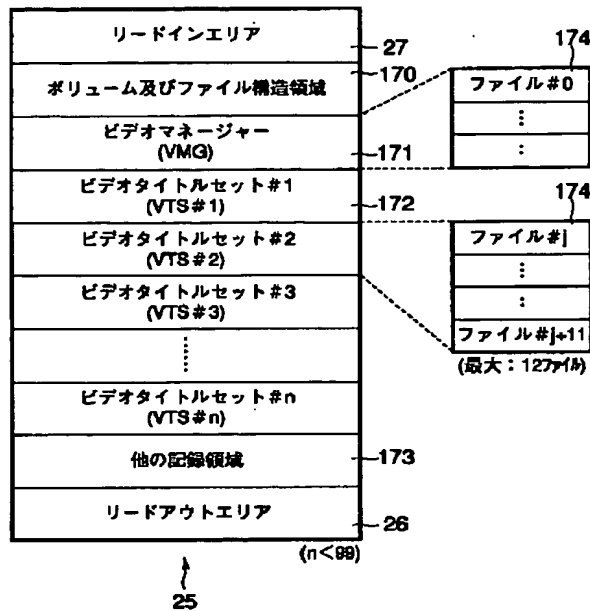 リードインエリア
27
170
ボリューム及びファイル構造領域
ビデオマネージャー
(VMG)
171
ビデオタイトルセット#1
(VTS#1)
172
ビデオタイトルセット#2
(VTS#2)
ビデオタイトルセット#3
(VTS#3)
ビデオタイトルセット#n
(VTS#n)
他の記録領域
173
リードアウトエリア
26
(n<99)
25
174
ファイル#0
174
ファイル#j
ファイル#j+11
(最大：12ファイル)